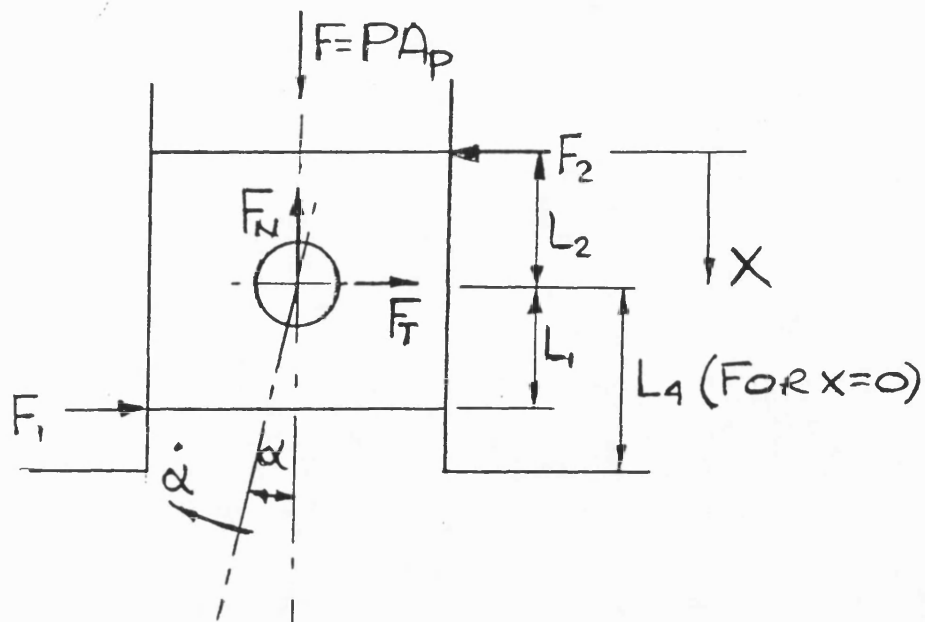 F=PAp
F2
FN
L2
X
FT
L1
L4 (FOR X=0)
F1
α
α̇